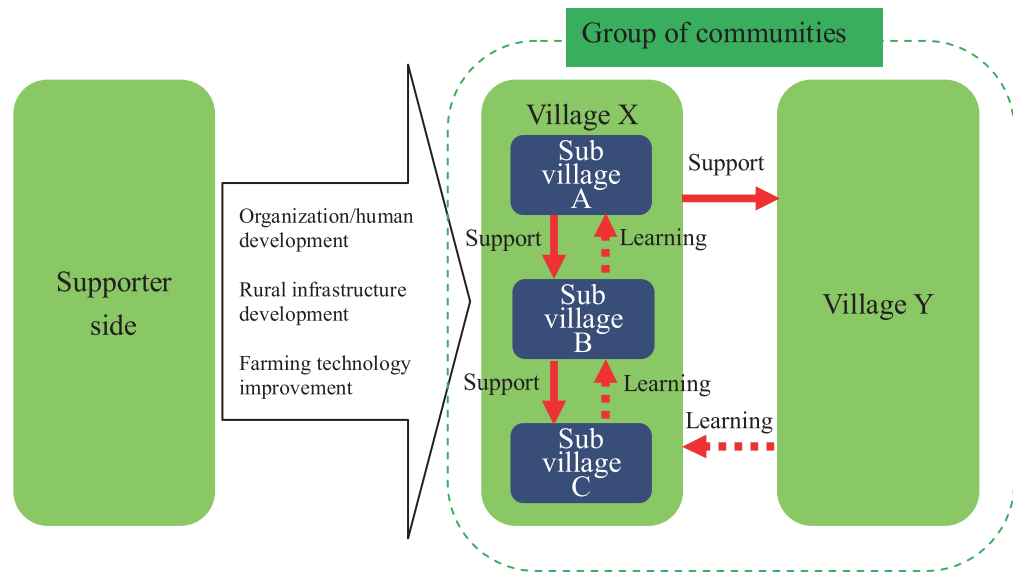 Group of communities
Supporter
side
Organization/human
development
Rural infrastructure
development
Farming technology
improvement
Village X
Sub
village
A
Support
Learning
Sub
village
B
Support
Learning
Sub
village
C
Support
Learning
Village Y